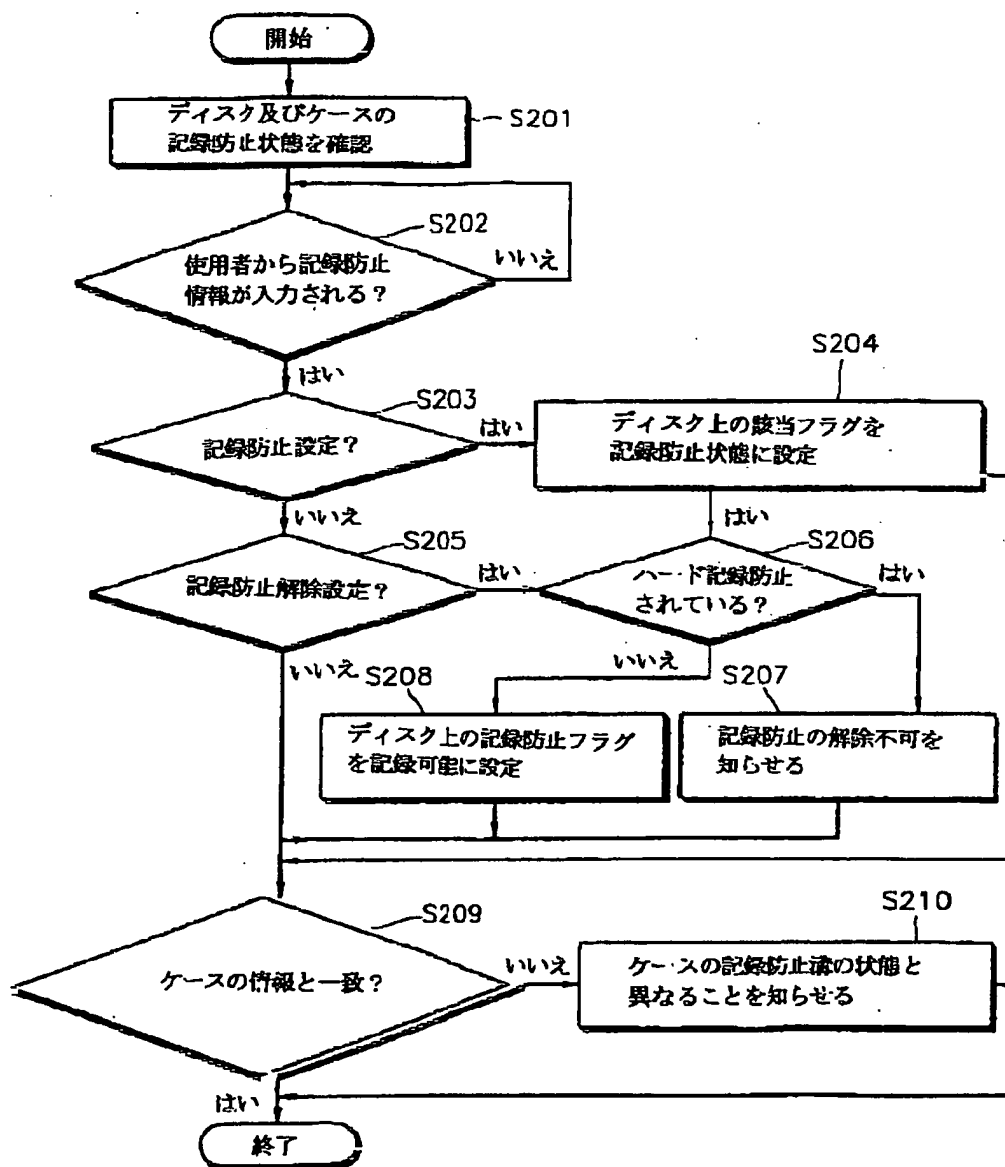 開始
ディスク及びケースの
記録防止状態を確認
S201
S202
使用者から記録防止
情報が入力される？
いいえ
はい
S203
記録防止設定？
はい
S204
ディスク上の該当フラグを
記録防止状態に設定
いいえ
はい
S205
記録防止解除設定？
はい
S206
ハード記録防止
されている？
はい
いいえ
いいえ
S208
ディスク上の記録防止フラグ
を記録可能に設定
S207
記録防止の解除不可を
知らせる
S209
ケースの情報と一致？
いいえ
S210
ケースの記録防止溝の状態と
異なることを知らせる
はい
終了